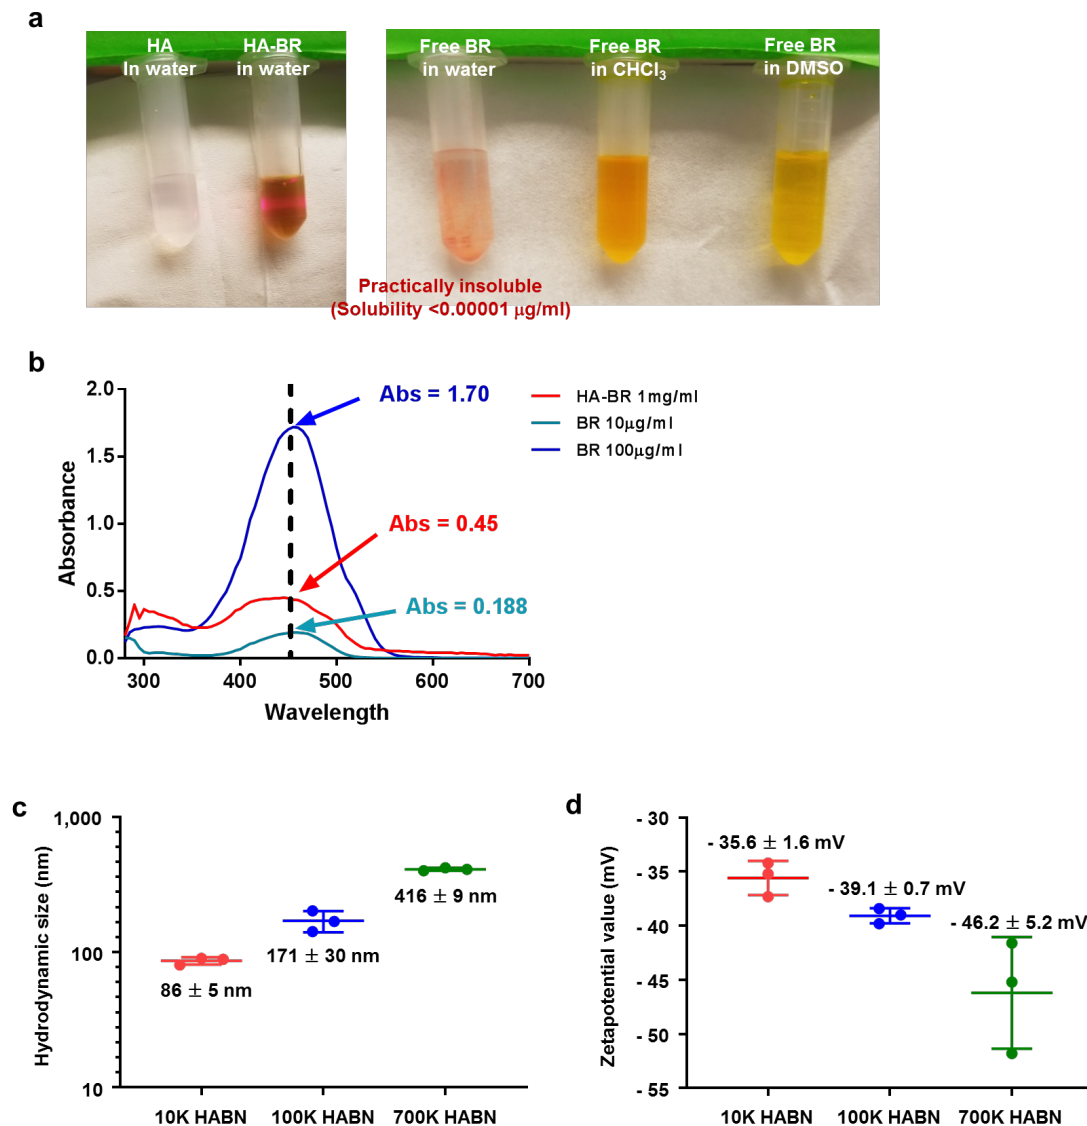 a
HA
In water
HA-BR
in water
Free BR
in water
Free BR
in CHCl3
Free BR
in DMSO
Practically insoluble
(Solubility <0.00001 μg/ml)
b
2.0
1.5
1.0
0.5
0.0
Absorbance
300
400
500
600
700
Wavelength
Abs = 1.70
Abs = 0.45
Abs = 0.188
HA-BR 1mg/ml
BR 10μg/ml
BR 100μg/ml
c
Hydrodynamic size (nm)
1,000
100
10
86 ± 5 nm
171 ± 30 nm
416 ± 9 nm
10K HABN
100K HABN
700K HABN
d
Zetapotential value (mV)
- 30
- 35
- 40
- 45
- 50
- 55
- 35.6 ± 1.6 mV
- 39.1 ± 0.7 mV
- 46.2 ± 5.2 mV
10K HABN
100K HABN
700K HABN